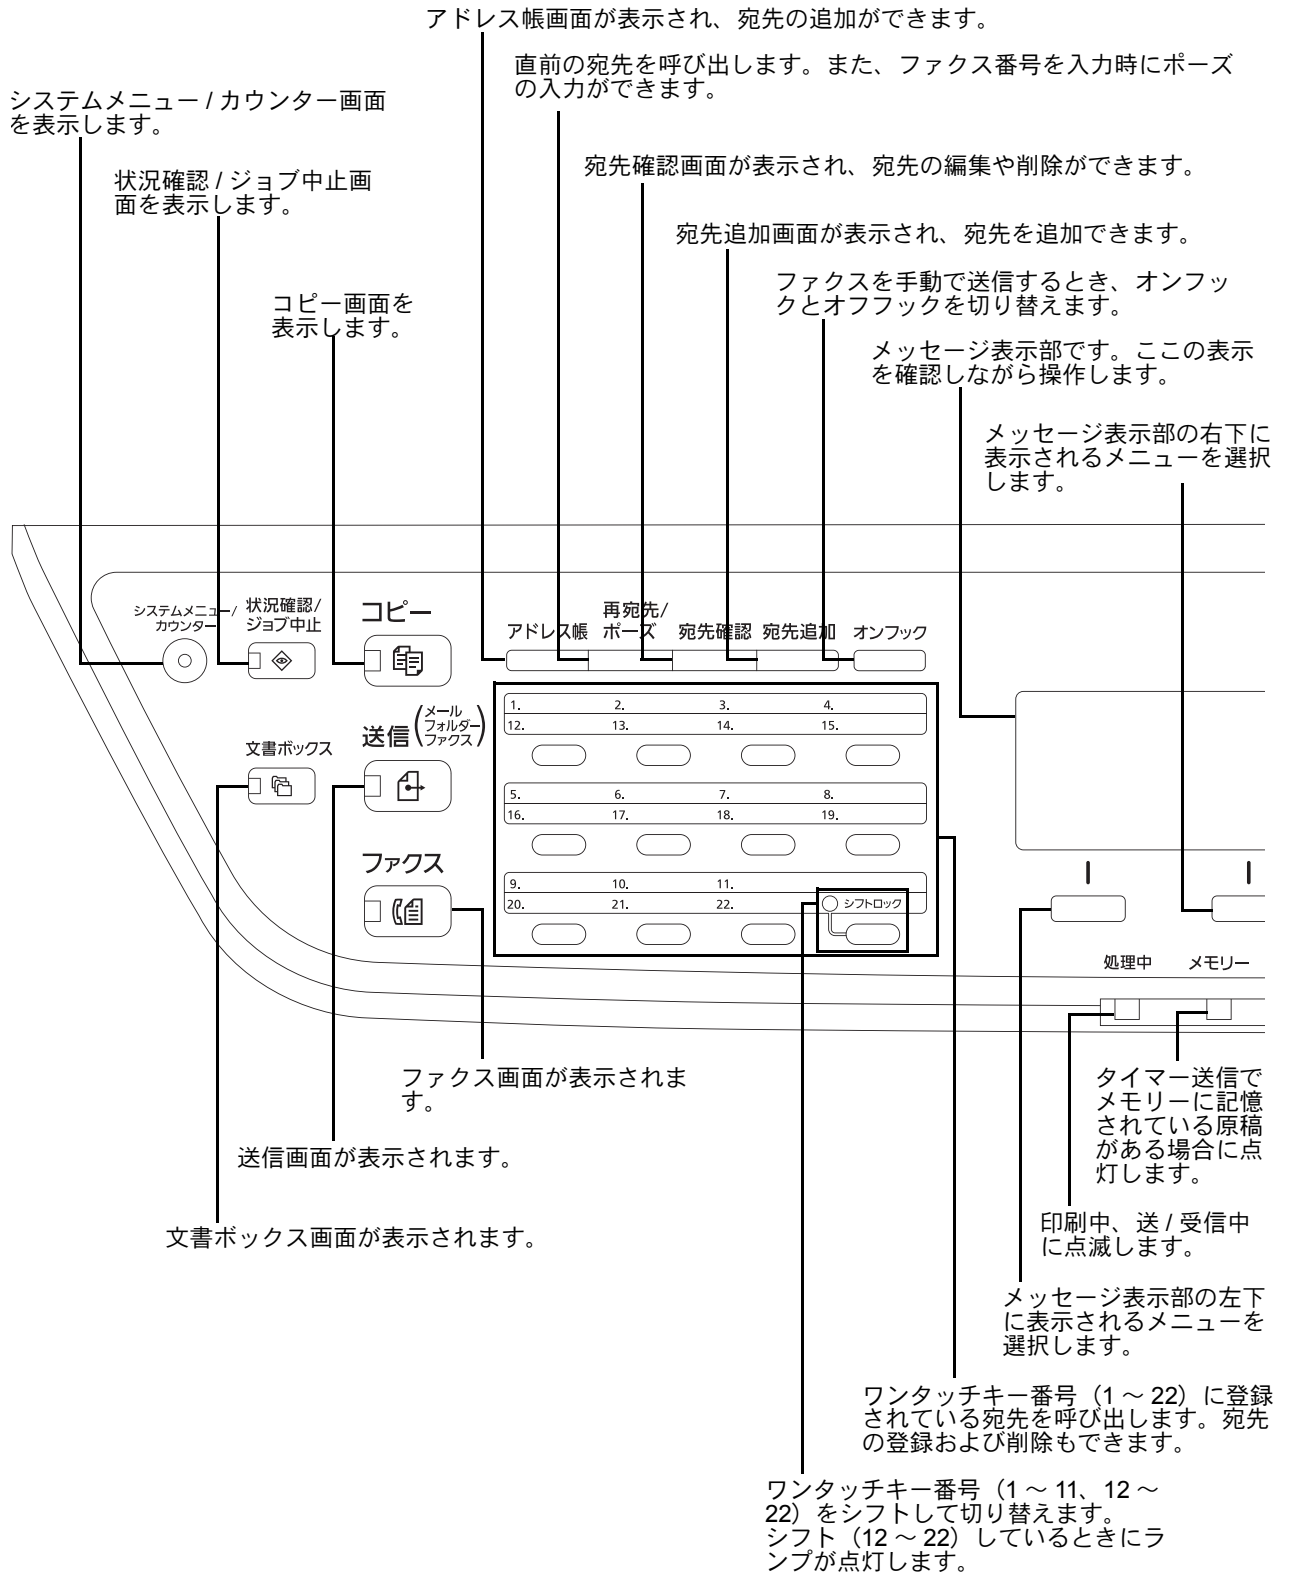 アドレス帳画面が表示され、宛先の追加ができます。
直前の宛先を呼び出します。また、ファクス番号を入力時にポーズ
の入力ができます。
システムメニュー / カウンター画面
を表示します。
宛先確認画面が表示され、宛先の編集や削除ができます。
状況確認 / ジョブ中止画
面を表示します。
宛先追加画面が表示され、宛先を追加できます。
ファクスを手動で送信するとき、オンフッ
クとオフフックを切り替えます。
コピー画面を
表示します。
メッセージ表示部です。ここの表示
を確認しながら操作します。
メッセージ表示部の右下に
表示されるメニューを選択
します。
システムメニュー/
カウンター
状況確認/
ジョブ中止
コピー
アドレス帳
再宛先/
ポーズ
宛先確認
宛先追加
オンフック
1. 2. 3. 4.
12. 13. 14. 15.
文書ボックス
送信(メール
フォルダー
ファクス)
5. 6. 7. 8.
16. 17. 18. 19.
ファクス
9. 10. 11.
20. 21. 22.
シフトロック
処理中
メモリー
ファクス画面が表示されま
す。
送信画面が表示されます。
文書ボックス画面が表示されます。
タイマー送信で
メモリーに記憶
されている原稿
がある場合に点
灯します。
印刷中、送 / 受信中
に点滅します。
メッセージ表示部の左下
に表示されるメニューを
選択します。
ワンタッチキー番号（1 ～ 22）に登録
されている宛先を呼び出します。宛先
の登録および削除もできます。
ワンタッチキー番号（1 ～ 11、12 ～
22）をシフトして切り替えます。
シフト（12 ～ 22）しているときにラ
ンプが点灯します。